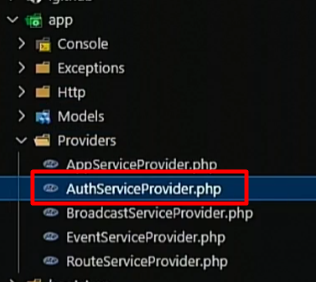 app
Console
Exceptions
Http
Models
Providers
AppServiceProvider.php
AuthServiceProvider.php
BroadcastServiceProvider.php
EventServiceProvider.php
RouteServiceProvider.php